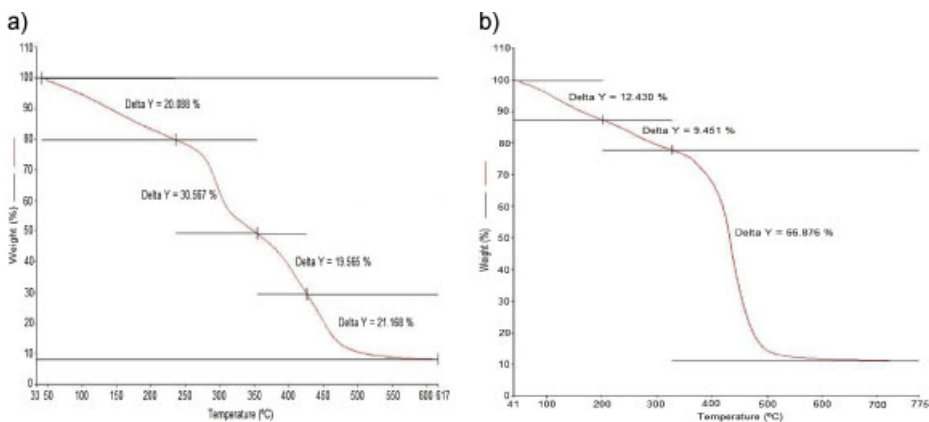 a)
110
100
90
80
70
60
50
40
30
20
10
0
Weight (%)
Delta Y = 20.088 %
Delta Y = 30.567 %
Delta Y = 19.565 %
Delta Y = 21.168 %
33 50 100 150 200 250 300 350 400 450 500 550 600 617
Temperature (ºC)
b)
110
100
90
80
70
60
50
40
30
20
10
0
Weight (%)
Delta Y = 12.430 %
Delta Y = 9.451 %
Delta Y = 66.876 %
41 100 200 300 400 500 600 700 775
Temperature (ºC)